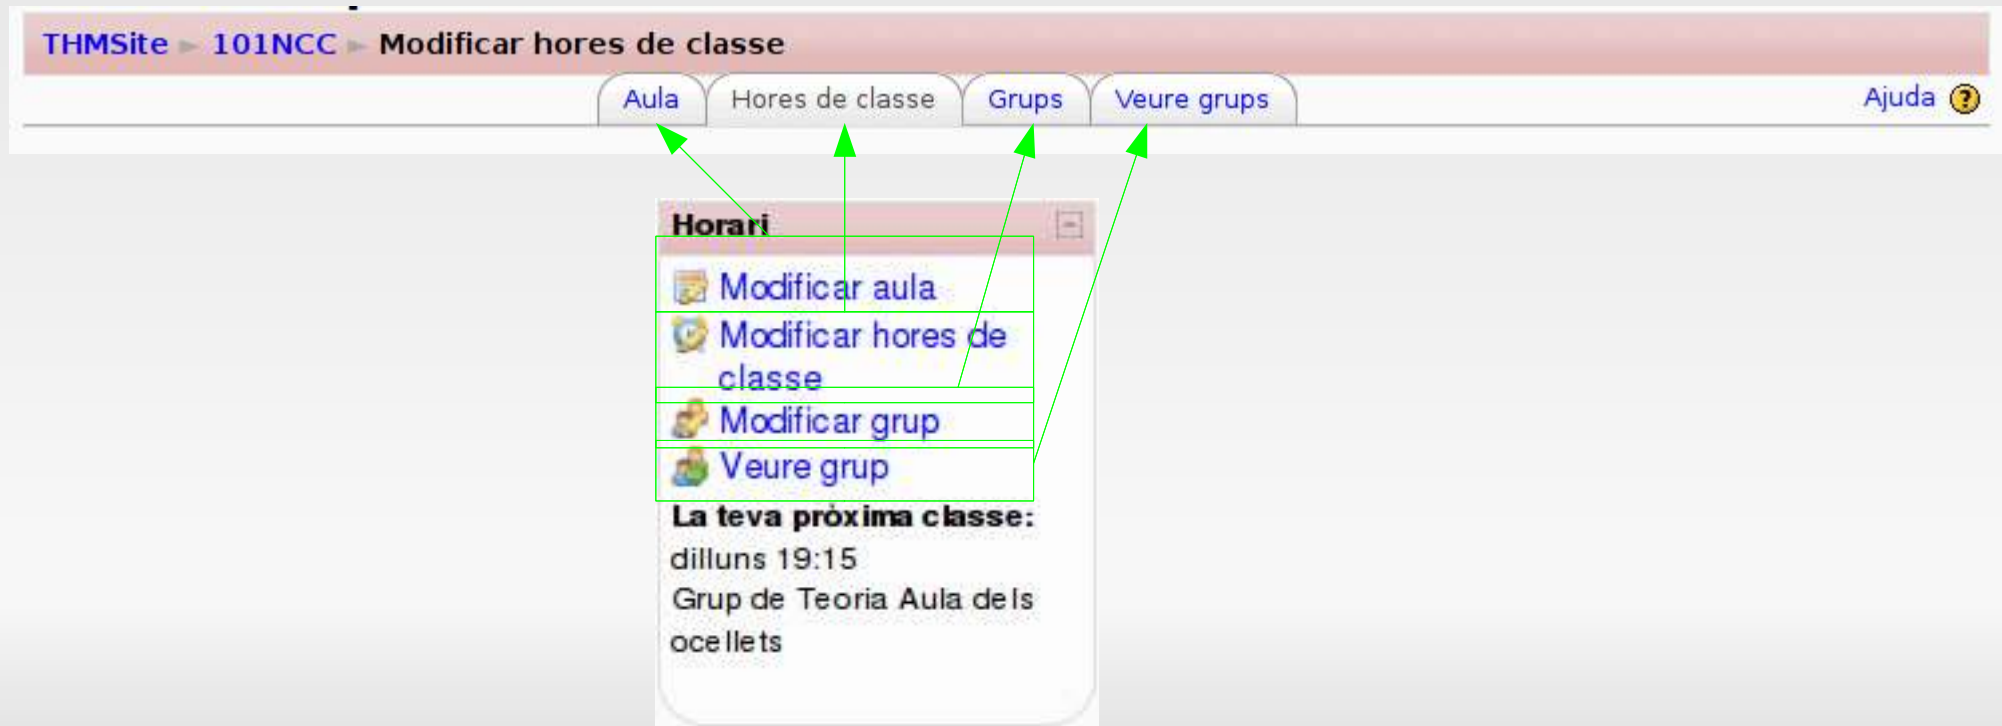 THMSite ► 101NCC ► Modificar hores de classe
Aula Hores de classe Grups Veure grups Ajuda ?
Horari
Modificar aula
Modificar hores de
classe
Modificar grup
Veure grup
La teva pròxima classe:
dilluns 19:15
Grup de Teoria Aula dels
ocellets